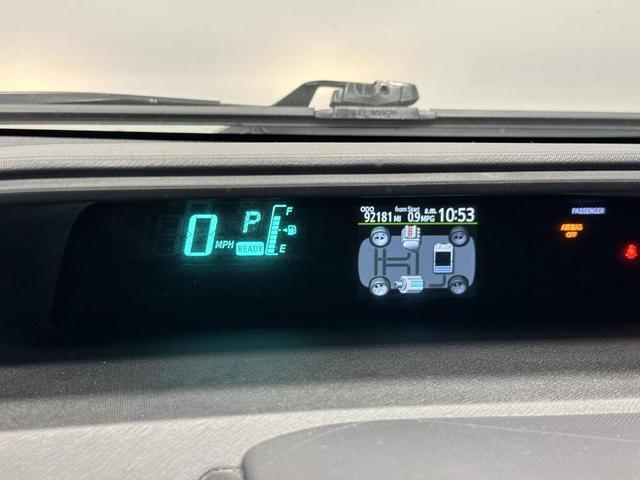 BOSCH
0 MPH
P
READY
F
E
ODO from Start a.m. 10:53
92181 MI 0.9 MPG
PASSENGER
AIRBAG
OFF